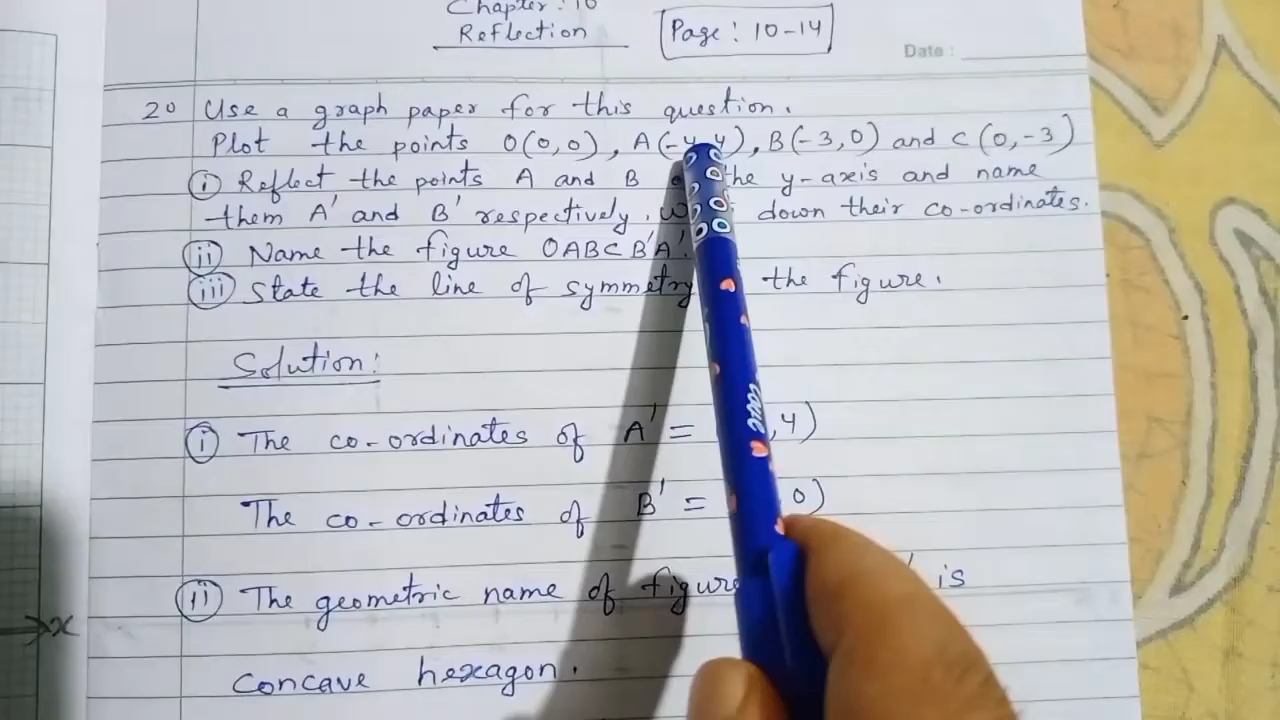 Chapter: 10
Reflection
Page: 10-14
Date:
20 Use a graph paper for this question.
Plot the points O(0,0), A(-4,4), B(-3,0) and C(0,-3)
(i) Reflect the points A and B the y-axis and name
them A' and B' respectively. down their co-ordinates.
(ii) Name the figure OABCB'A'.
(iii) State the line of symmetry the figure.
Solution:
(i) The co-ordinates of A' = ,4)
The co-ordinates of B' = 0)
(ii) The geometric name of figure is
concave hexagon.
x
love